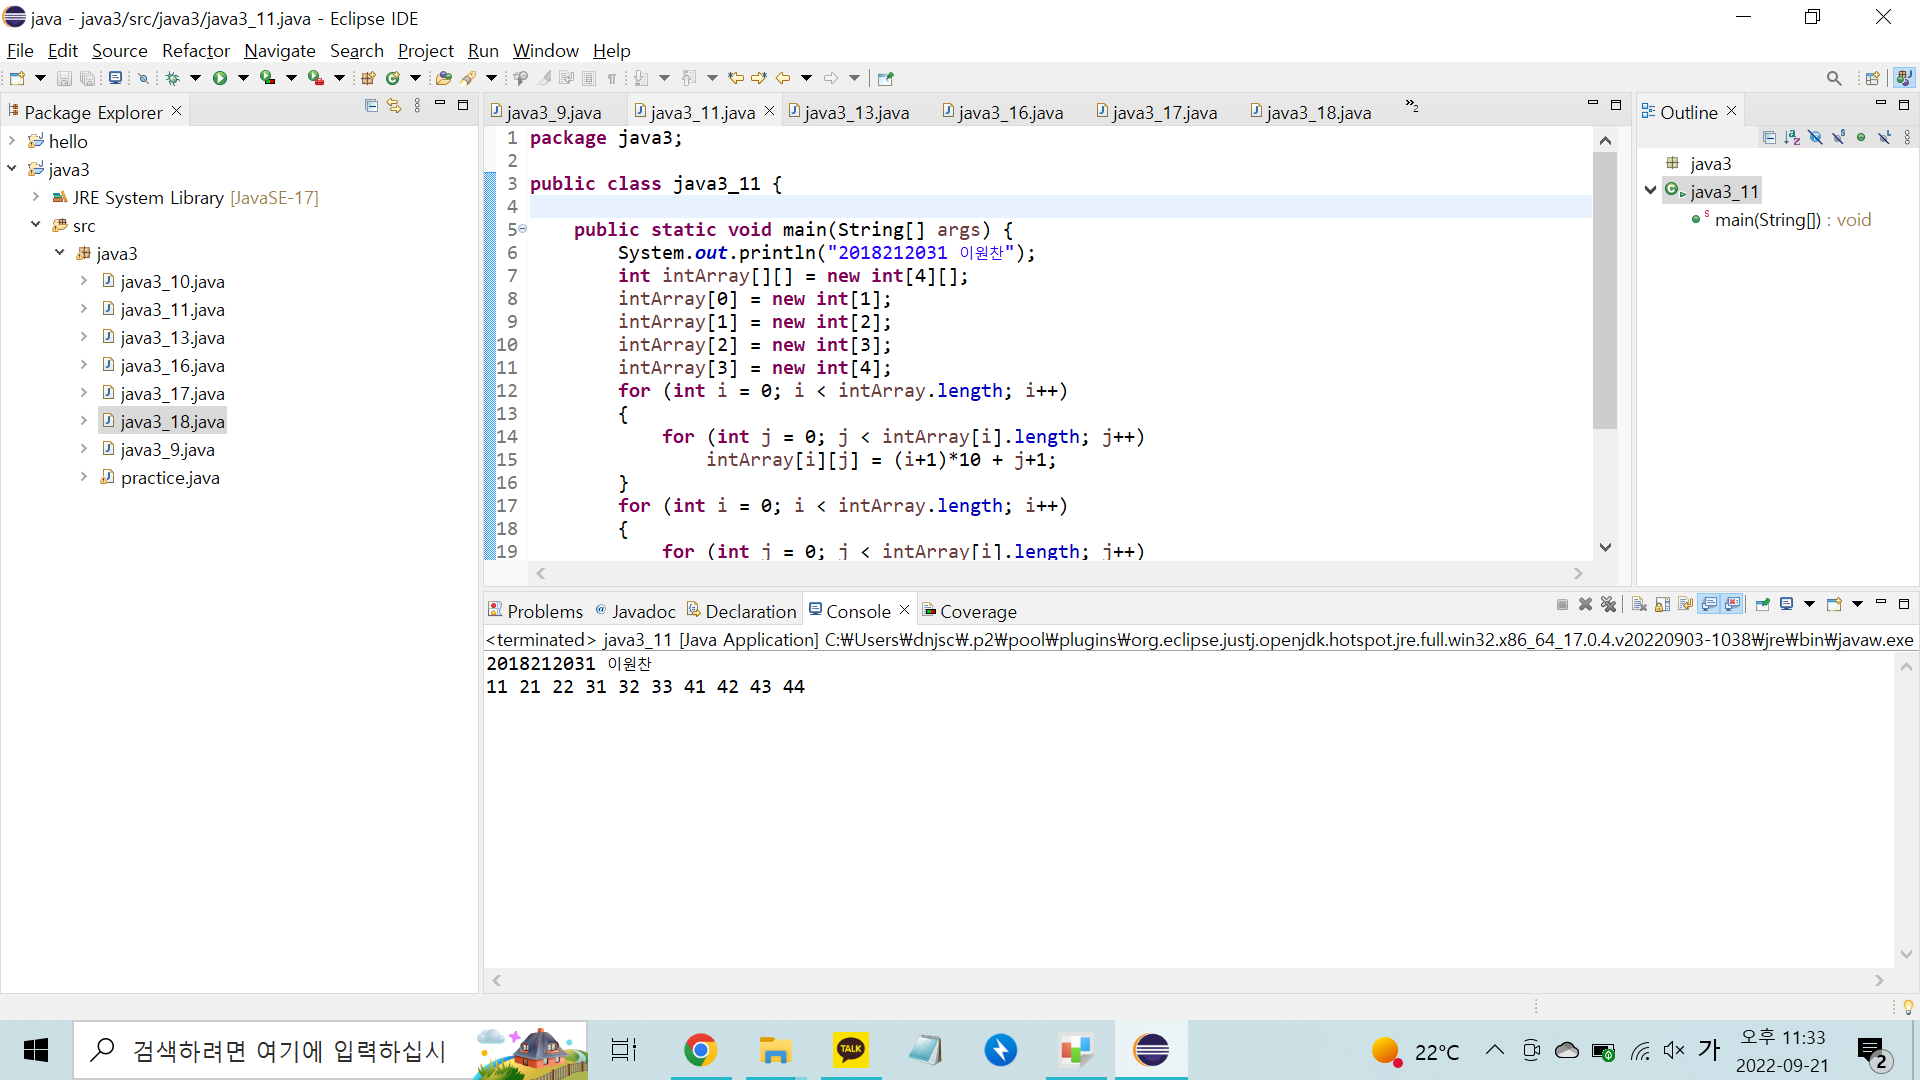 java - java3/src/java3/java3_11.java - Eclipse IDE
File Edit Source Refactor Navigate Search Project Run Window Help
Package Explorer
hello
java3
JRE System Library [JavaSE-17]
src
java3
java3_10.java
java3_11.java
java3_13.java
java3_16.java
java3_17.java
java3_18.java
java3_9.java
practice.java
java3_9.java java3_11.java java3_13.java java3_16.java java3_17.java java3_18.java »2
1 package java3;
2
3 public class java3_11 {
4
5 public static void main(String[] args) {
6 System.out.println("2018212031 이원찬");
7 int intArray[][] = new int[4][];
8 intArray[0] = new int[1];
9 intArray[1] = new int[2];
10 intArray[2] = new int[3];
11 intArray[3] = new int[4];
12 for (int i = 0; i < intArray.length; i++)
13 {
14 for (int j = 0; j < intArray[i].length; j++)
15 intArray[i][j] = (i+1)*10 + j+1;
16 }
17 for (int i = 0; i < intArray.length; i++)
18 {
19 for (int j = 0; j < intArray[i].length; j++)
Outline
java3
java3_11
main(String[]) : void
Problems Javadoc Declaration Console Coverage
<terminated> java3_11 [Java Application] C:₩Users₩dnjsc₩.p2₩pool₩plugins₩org.eclipse.justj.openjdk.hotspot.jre.full.win32.x86_64_17.0.4.v20220903-1038₩jre₩bin₩javaw.exe
2018212031 이원찬
11 21 22 31 32 33 41 42 43 44
검색하려면 여기에 입력하십시
TALK
22°C
가
오후 11:33
2022-09-21
2